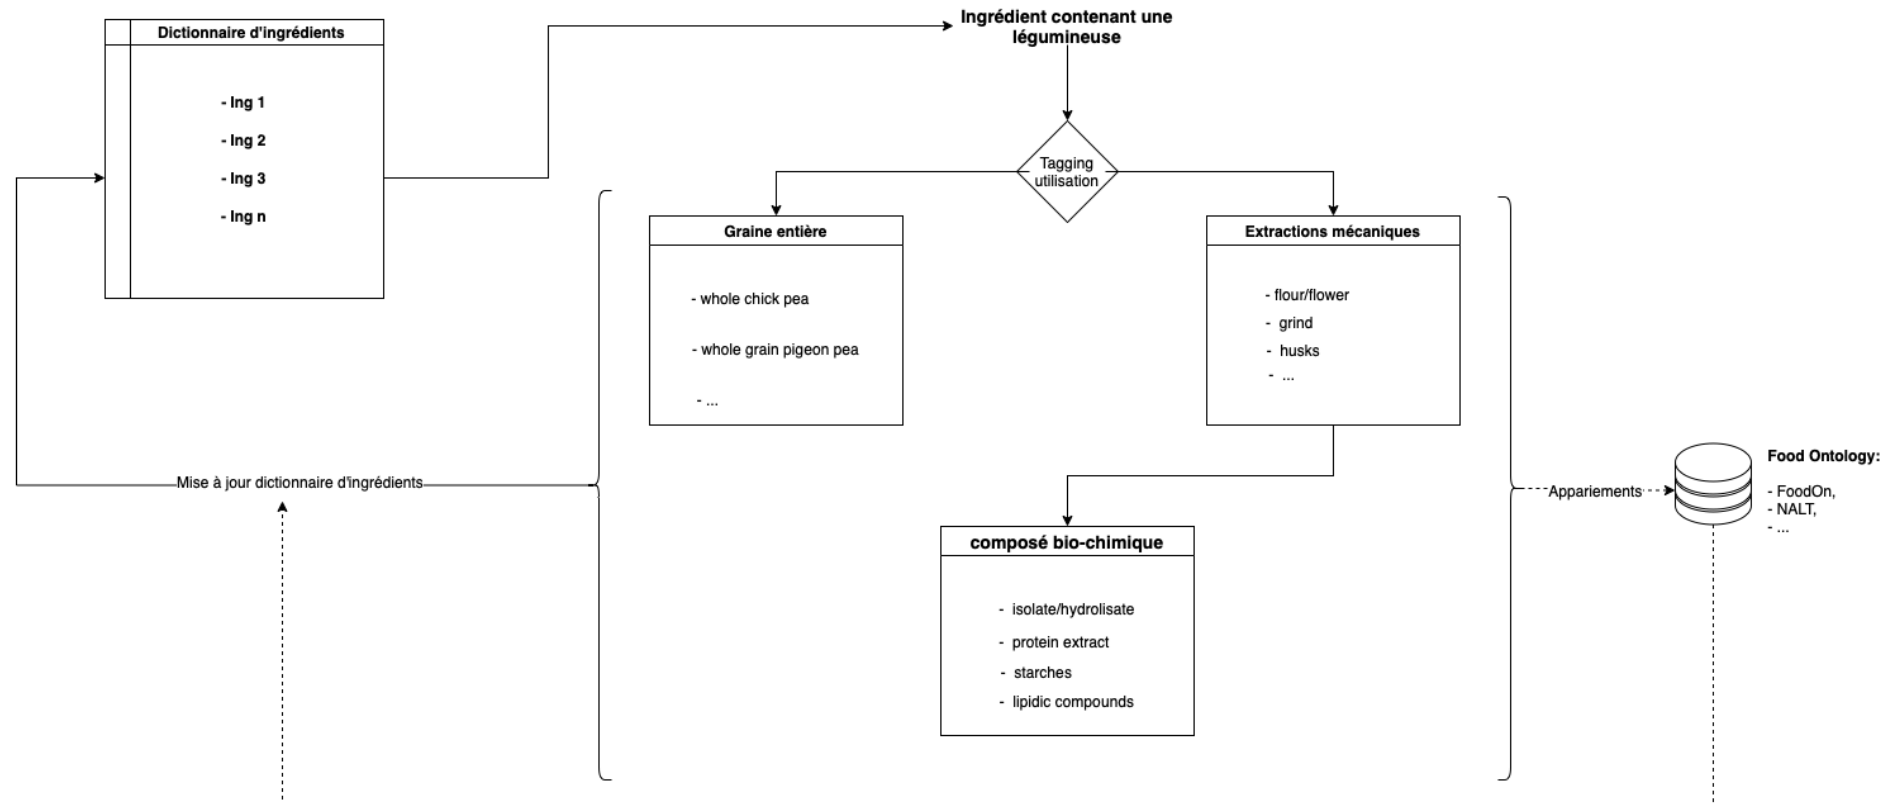 Dictionnaire d'ingrédients
- Ing 1
- Ing 2
- Ing 3
- Ing n
Ingrédient contenant une
légumineuse
Tagging
utilisation
Graine entière
- whole chick pea
- whole grain pigeon pea
- ...
Extractions mécaniques
- flour/flower
- grind
- husks
- ...
composé bio-chimique
- isolate/hydrolisate
- protein extract
- starches
- lipidic compounds
Mise à jour dictionnaire d'ingrédients
Appariements
Food Ontology:
- FoodOn,
- NALT,
- ...